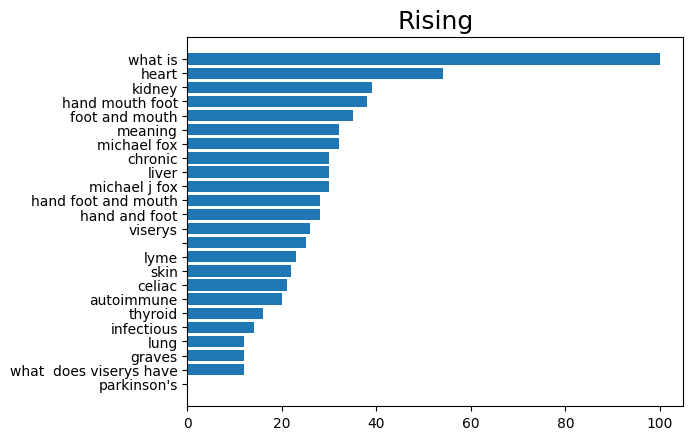 Rising
what is
heart
kidney
hand mouth foot
foot and mouth
meaning
michael fox
chronic
liver
michael j fox
hand foot and mouth
hand and foot
viserys
lyme
skin
celiac
autoimmune
thyroid
infectious
lung
graves
what  does viserys have
parkinson's
0 20 40 60 80 100